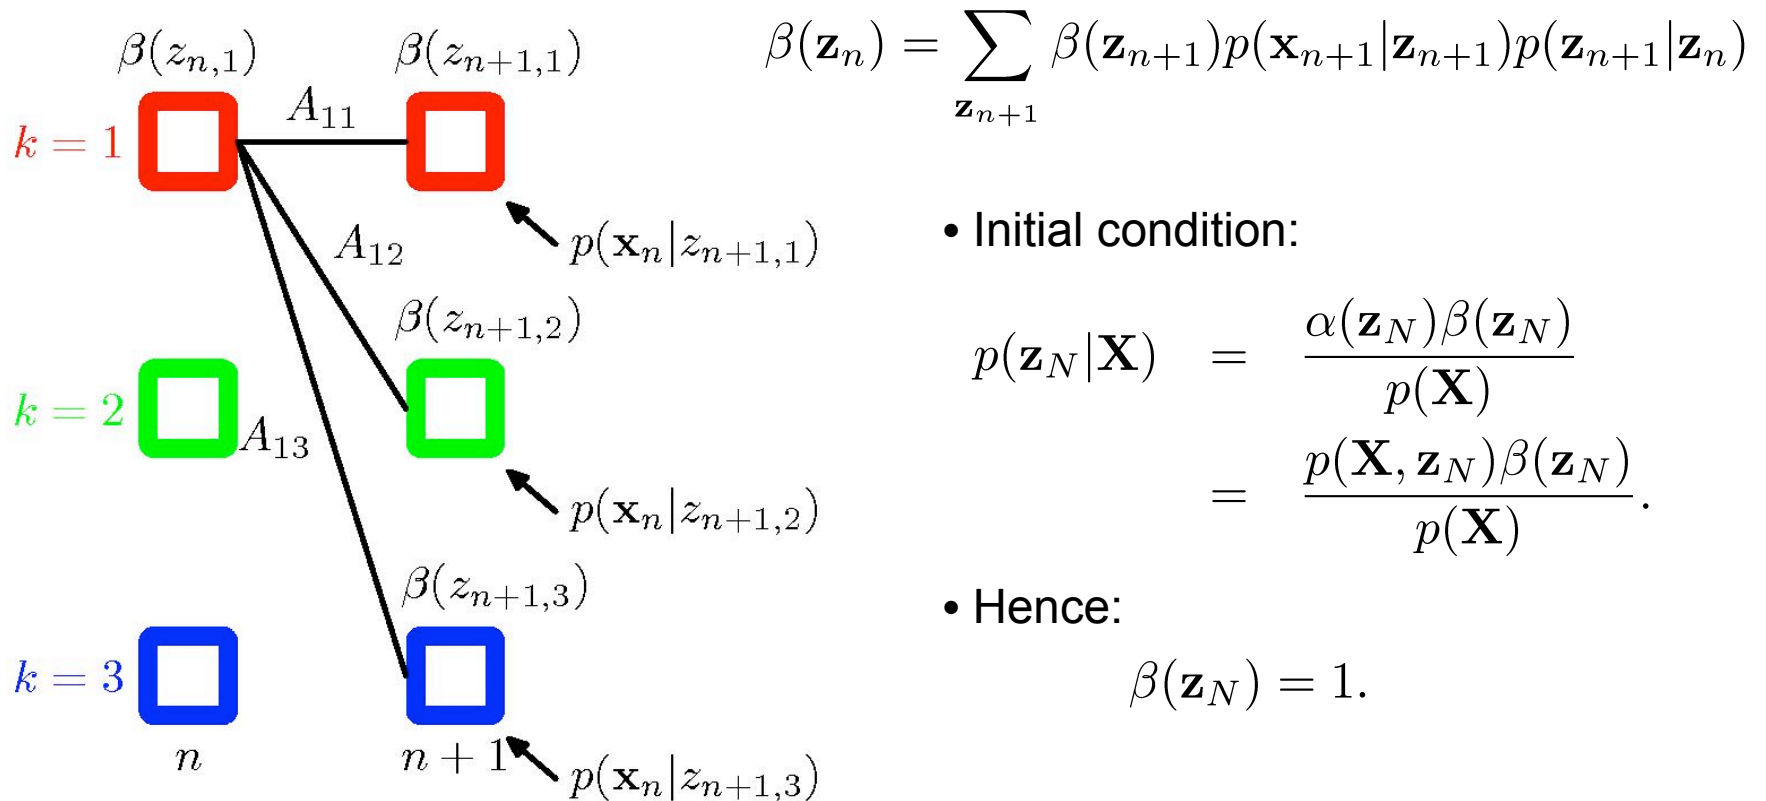 β(z_{n,1}) β(z_{n+1,1})
k = 1
A_{11}
p(x_n|z_{n+1,1})
A_{12}
β(z_{n+1,2})
k = 2
A_{13}
p(x_n|z_{n+1,2})
β(z_{n+1,3})
k = 3
n n + 1
p(x_n|z_{n+1,3})
β(z_n) = ∑_{z_{n+1}} β(z_{n+1})p(x_{n+1}|z_{n+1})p(z_{n+1}|z_n)
• Initial condition:
p(z_N|X) = \frac{α(z_N)β(z_N)}{p(X)}
= \frac{p(X, z_N)β(z_N)}{p(X)}.
• Hence:
β(z_N) = 1.